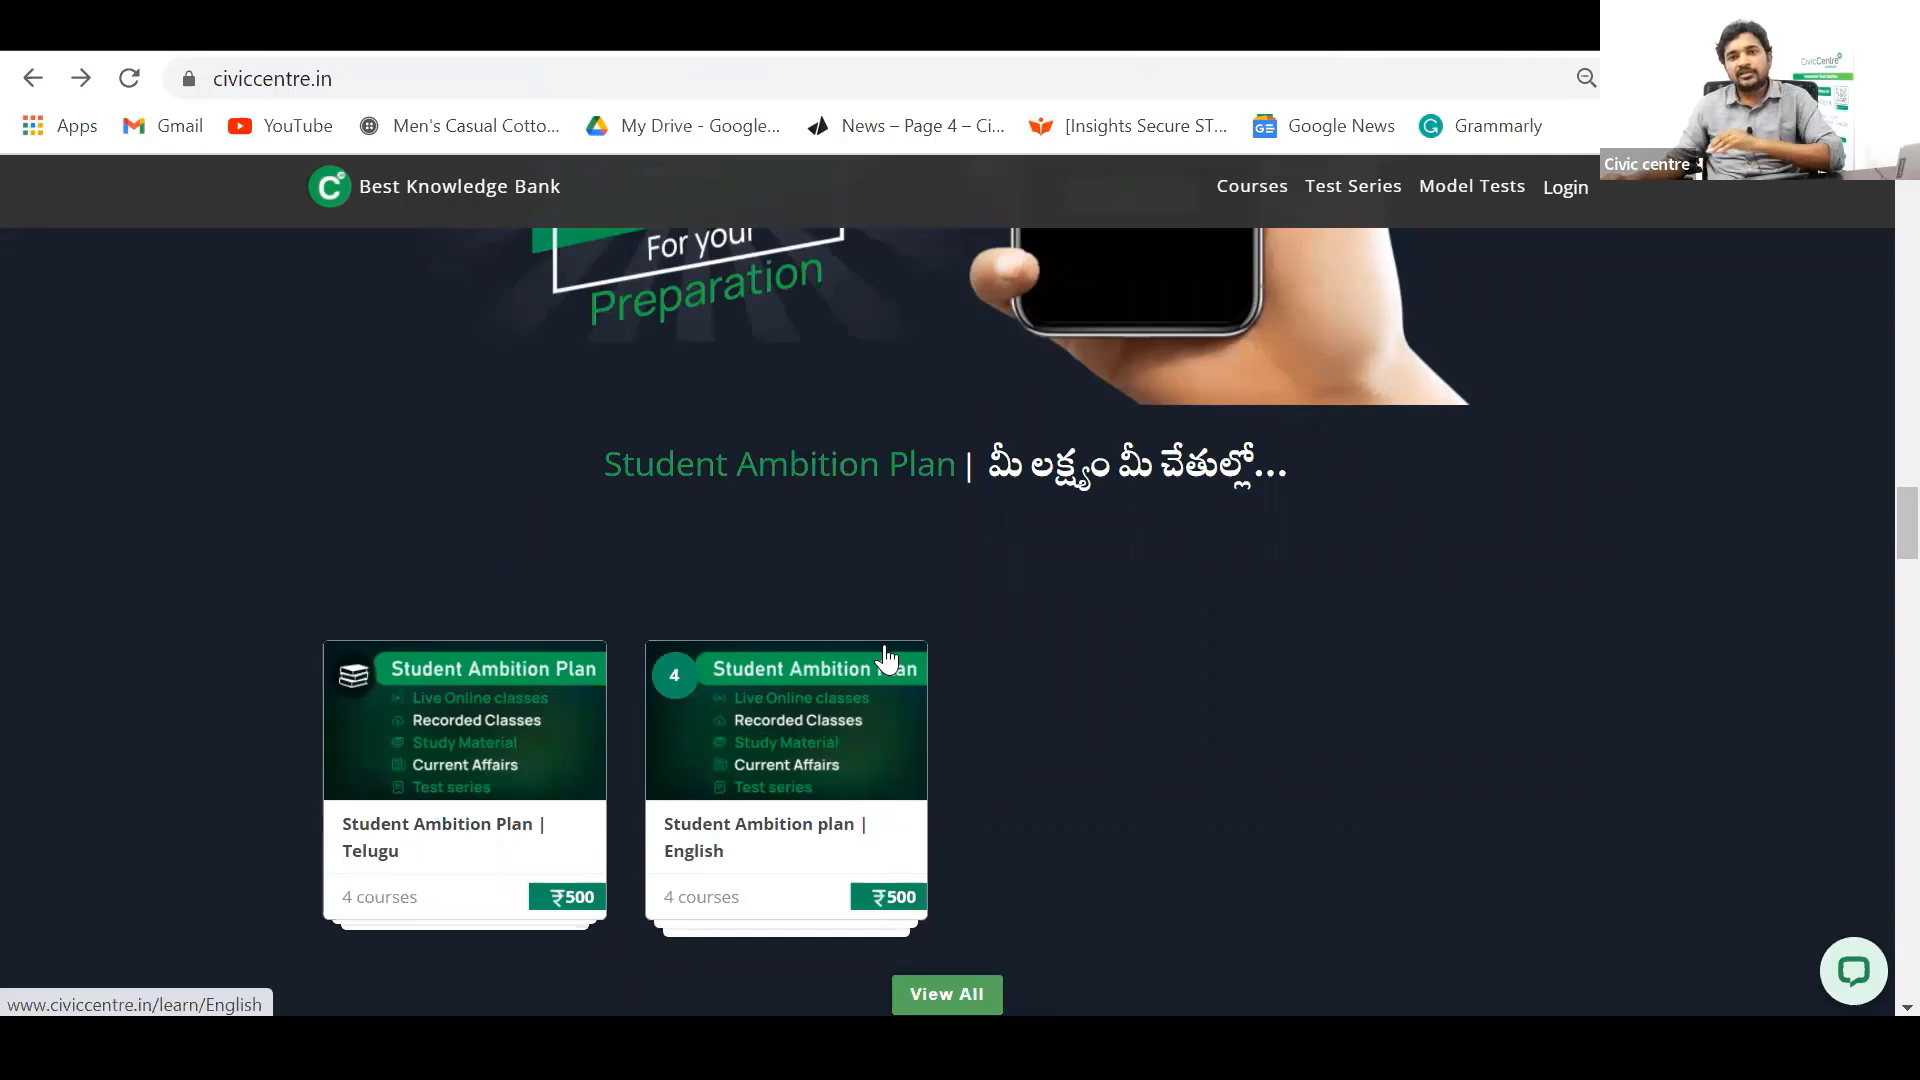 civiccentre.in
CivicCentre
Apps
Gmail
YouTube
Men's Casual Cotto...
My Drive - Google...
News – Page 4 – Ci...
[Insights Secure ST...
Google News
Grammarly
Civic centre
Best Knowledge Bank
Courses
Test Series
Model Tests
Login
For your
Preparation
Student Ambition Plan | మీ లక్ష్యం మీ చేతుల్లో...
Student Ambition Plan
Live Online classes
Recorded Classes
Study Material
Current Affairs
Test series
Student Ambition Plan |
Telugu
4 courses
₹500
4
Student Ambition Plan
Live Online classes
Recorded Classes
Study Material
Current Affairs
Test series
Student Ambition plan |
English
4 courses
₹500
View All
www.civiccentre.in/learn/English